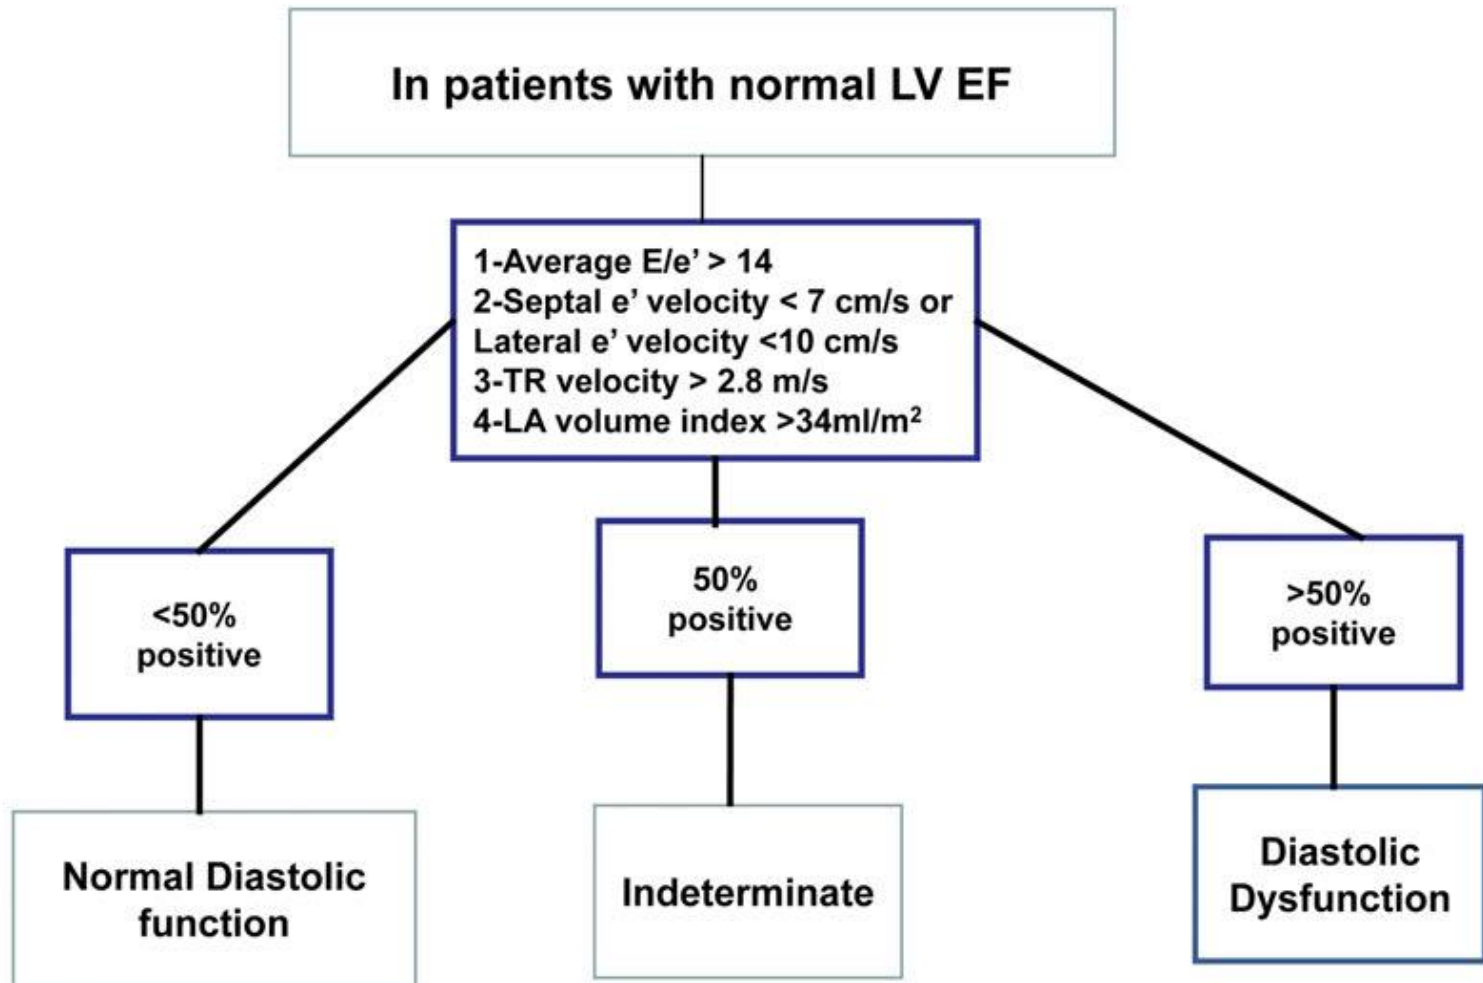 In patients with normal LV EF
1-Average E/e’ > 14
2-Septal e’ velocity < 7 cm/s or
Lateral e’ velocity <10 cm/s
3-TR velocity > 2.8 m/s
4-LA volume index >34ml/m²
<50%
positive
50%
positive
>50%
positive
Normal Diastolic
function
Indeterminate
Diastolic
Dysfunction